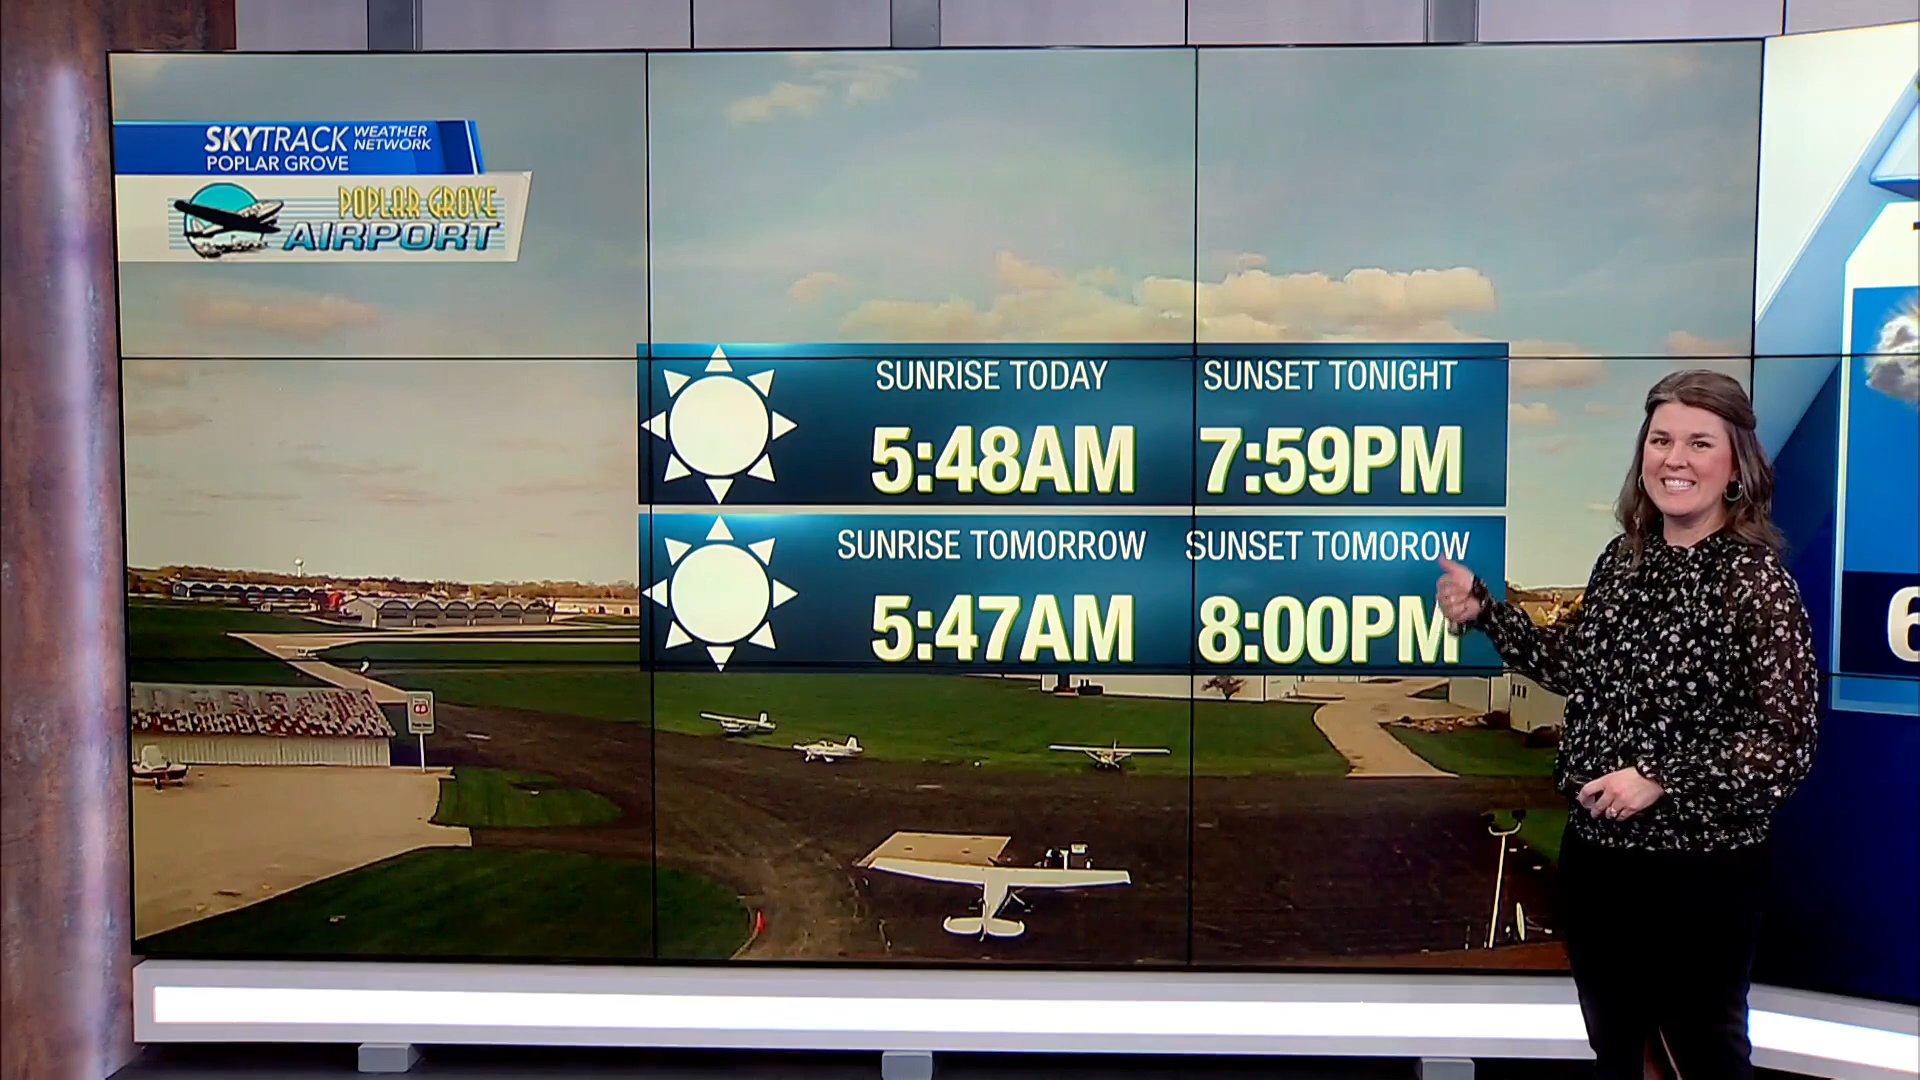 SKYTRACK WEATHER NETWORK
POPLAR GROVE
POPLAR GROVE
AIRPORT
SUNRISE TODAY SUNSET TONIGHT
5:48AM 7:59PM
SUNRISE TOMORROW SUNSET TOMOROW
5:47AM 8:00PM
6